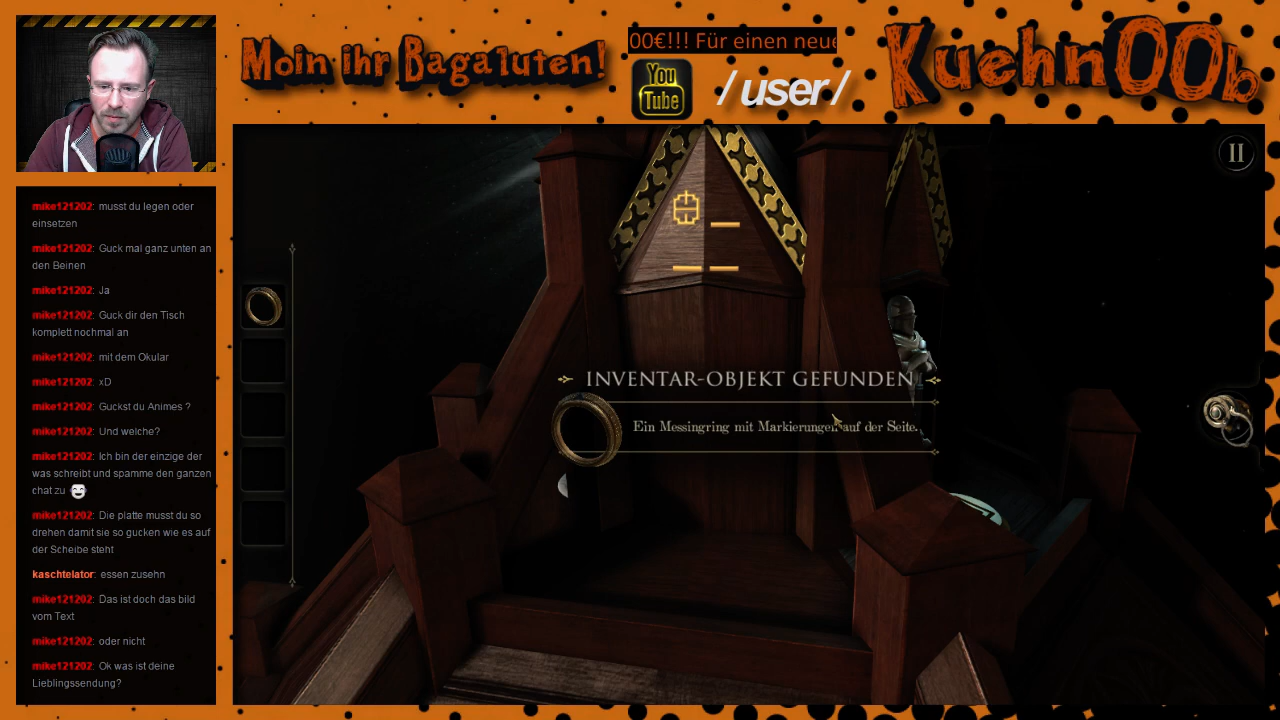 Moin ihr Bagaluten!
00€!!! Für einen neue
You
Tube
/user/
KuehnOOb
mike121202: musst du legen oder
einsetzen
mike121202: Guck mal ganz unten an
den Beinen
mike121202: Ja
mike121202: Guck dir den Tisch
komplett nochmal an
mike121202: mit dem Okular
mike121202: xD
mike121202: Guckst du Animes ?
mike121202: Und welche?
mike121202: Ich bin der einzige der
was schreibt und spamme den ganzen
chat zu
mike121202: Die platte musst du so
drehen damit sie so gucken wie es auf
der Scheibe steht
kaschtelator: essen zusehn
mike121202: Das ist doch das bild
vom Text
mike121202: oder nicht
mike121202: Ok was ist deine
Lieblingssendung?
INVENTAR-OBJEKT GEFUNDEN
Ein Messingring mit Markierungen auf der Seite.